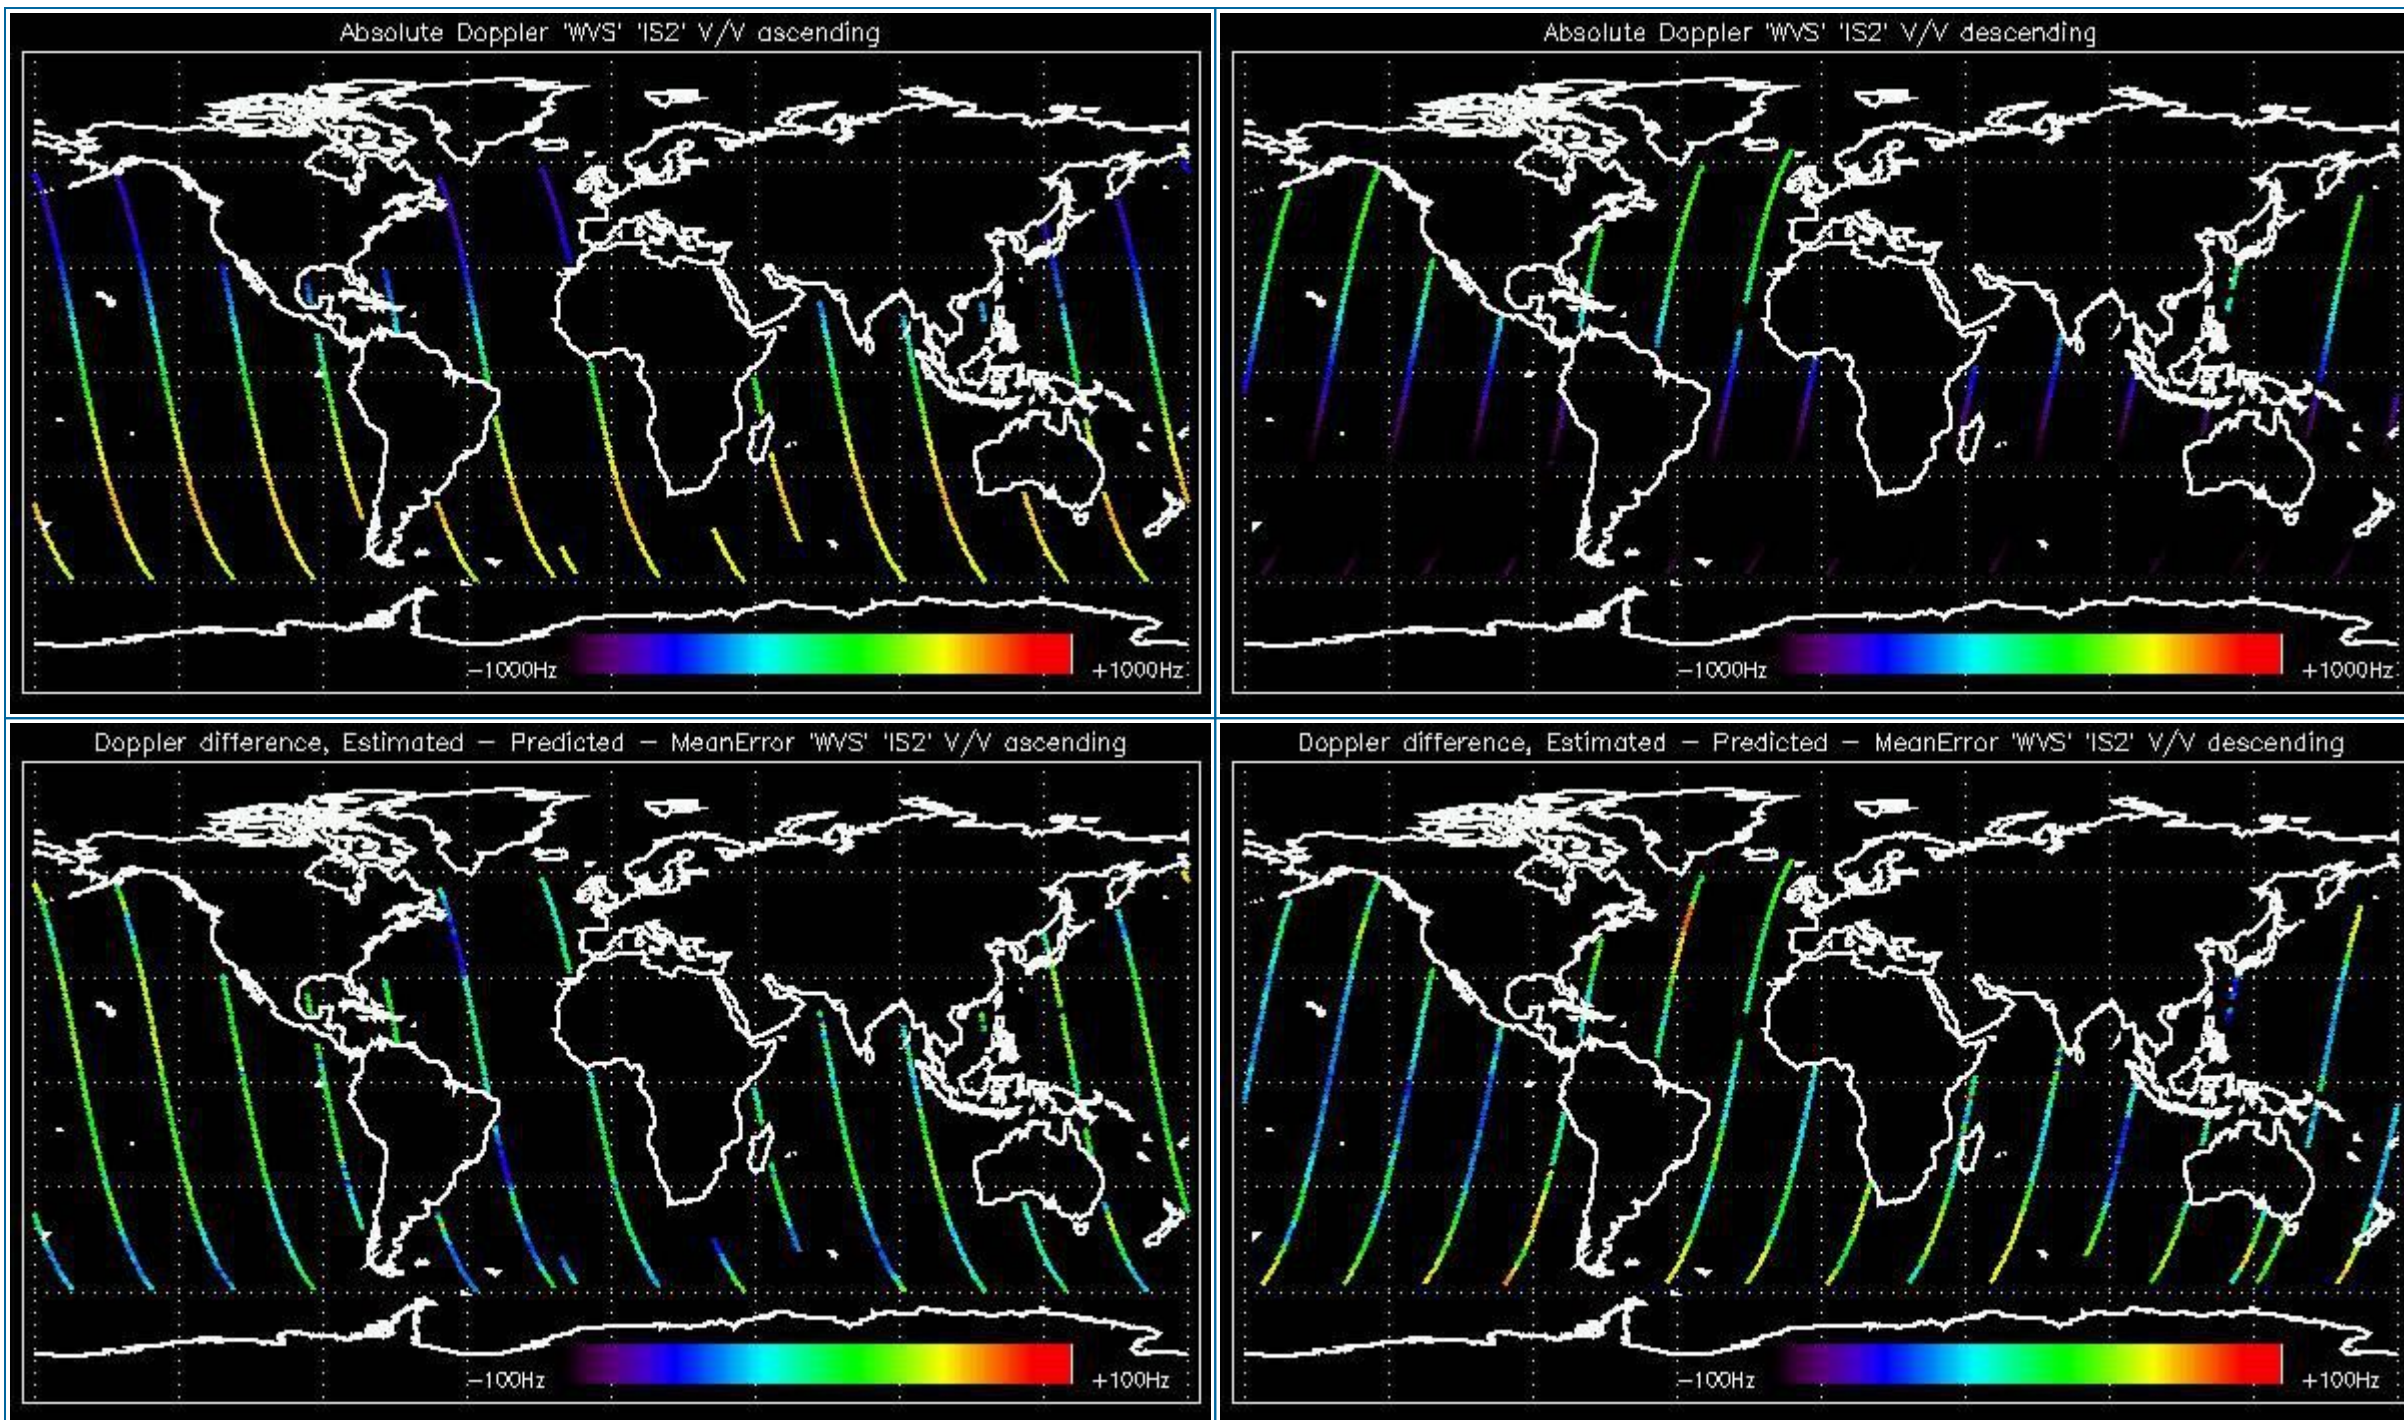 Absolute Doppler 'WVS' 'IS2' V/V ascending
-1000Hz
+1000Hz
Absolute Doppler 'WVS' 'IS2' V/V descending
-1000Hz
+1000Hz
Doppler difference, Estimated - Predicted - MeanError 'WVS' 'IS2' V/V ascending
-100Hz
+100Hz
Doppler difference, Estimated - Predicted - MeanError 'WVS' 'IS2' V/V descending
-100Hz
+100Hz